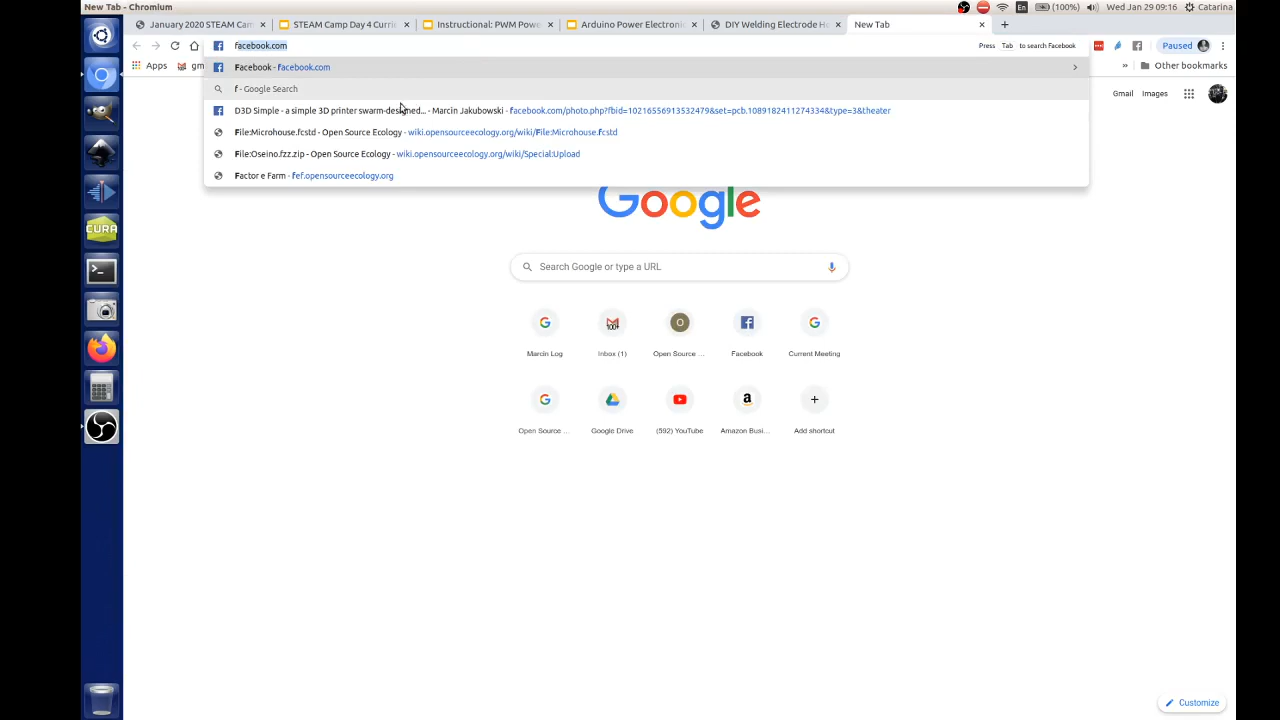 New Tab - Chromium
En (100%) Wed Jan 29 09:16 Catarina
January 2020 STEAM Ca STEAM Camp Day 4 Curri Instructional: PWM Powe Arduino Power Electroni DIY Welding Electrode H New Tab
facebook.com Press Tab to search Facebook Paused
Apps gm Other bookmarks
Facebook - facebook.com
f - Google Search
D3D Simple - a simple 3D printer swarm-designed... - Marcin Jakubowski - facebook.com/photo.php?fbid=10216556913532479&set=pcb.1089182411274334&type=3&theater
File:Microhouse.fcstd - Open Source Ecology - wiki.opensourceecology.org/wiki/File:Microhouse.fcstd
File:Oseino.fzz.zip - Open Source Ecology - wiki.opensourceecology.org/wiki/Special:Upload
Factor e Farm - fef.opensourceecology.org
Gmail Images
CURA
Google
Search Google or type a URL
Marcin Log Inbox (1) Open Source ... Facebook Current Meeting
Open Source ... Google Drive (592) YouTube Amazon Busi... Add shortcut
Customize